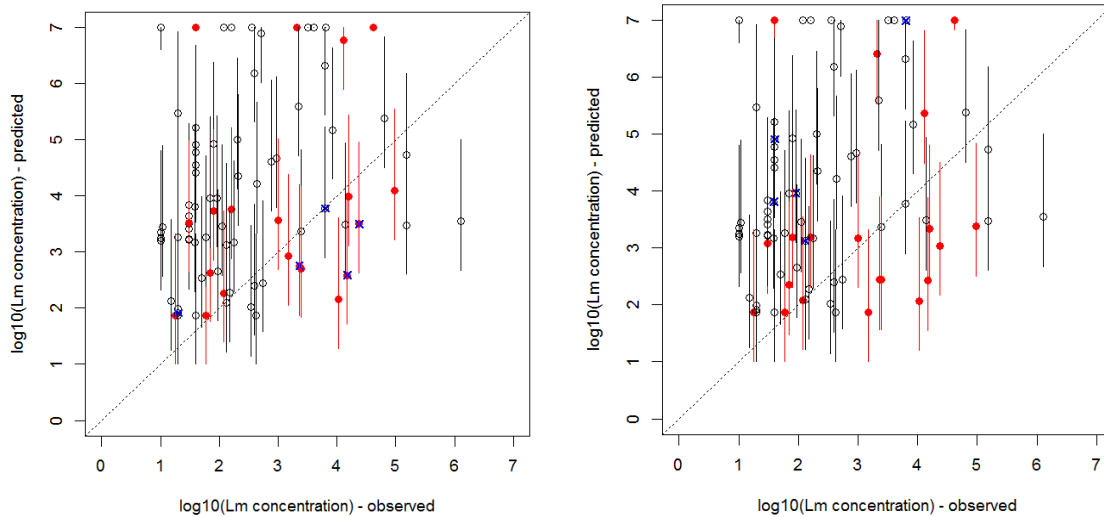 log10(Lm concentration) - predicted
7
6
5
4
3
2
1
0
0 1 2 3 4 5 6 7
log10(Lm concentration) - observed
log10(Lm concentration) - predicted
7
6
5
4
3
2
1
0
0 1 2 3 4 5 6 7
log10(Lm concentration) - observed